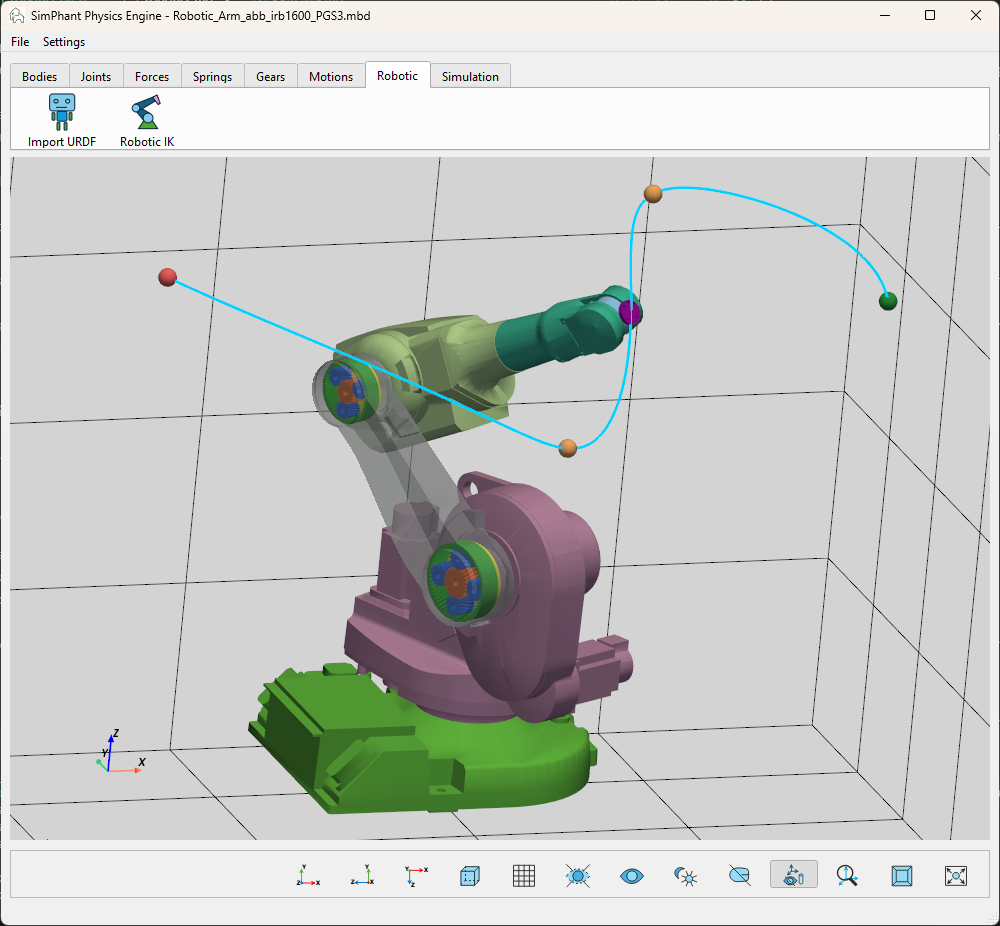 SimPhant Physics Engine - Robotic_Arm_abb_irb1600_PGS3.mbd
File Settings
Bodies Joints Forces Springs Gears Motions Robotic Simulation
Import URDF Robotic IK
Z
Y X
Y Y Y X
Z X Z X Z